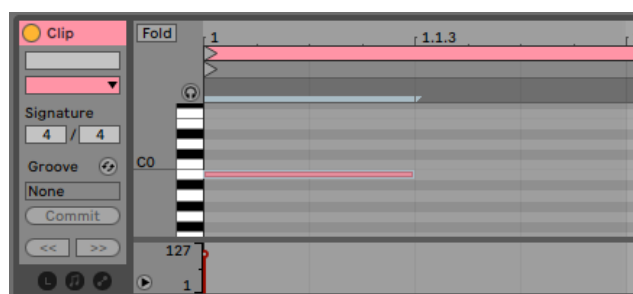 Clip
Fold
1
1.1.3
Signature
4 / 4
Groove
C0
None
Commit
<< >>
127
1
L